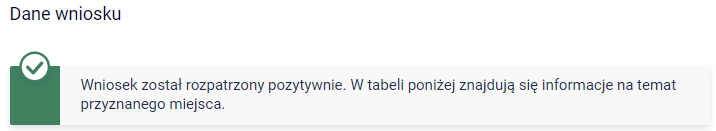 Dane wniosku
Wniosek został rozpatrzony pozytywnie. W tabeli poniżej znajdują się informacje na temat
przyznanego miejsca.